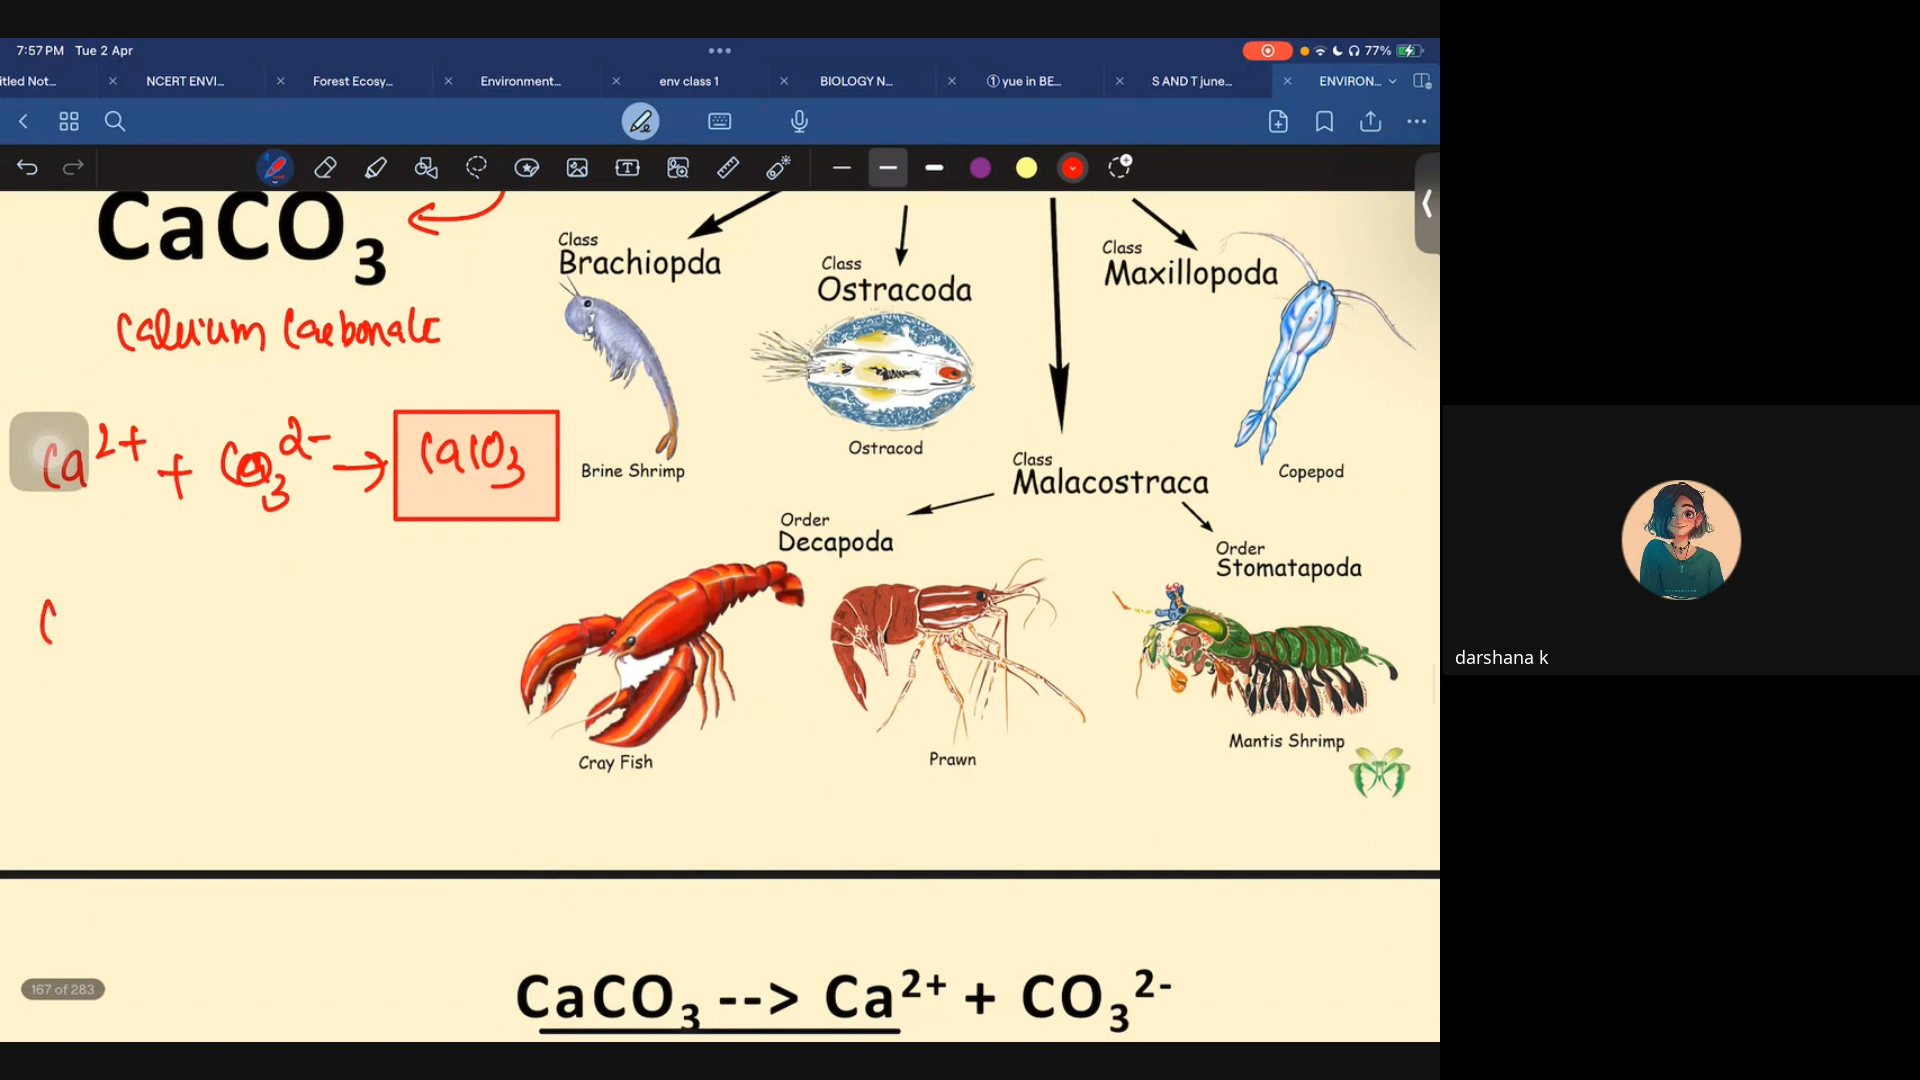 7:57 PM Tue 2 Apr
77%
itled Not...
NCERT ENVI...
Forest Ecosy...
Environment...
env class 1
BIOLOGY N...
① yue in BE...
S AND T june...
ENVIRON...
CaCO3
Calcium Carbonate
Ca2+ + CO32- → CaCO3
(
Class
Brachiopda
Brine Shrimp
Class
Ostracoda
Ostracod
Class
Maxillopoda
Copepod
Class
Malacostraca
Order
Decapoda
Order
Stomatapoda
Cray Fish
Prawn
Mantis Shrimp
darshana k
167 of 283
CaCO3 --> Ca2+ + CO32-